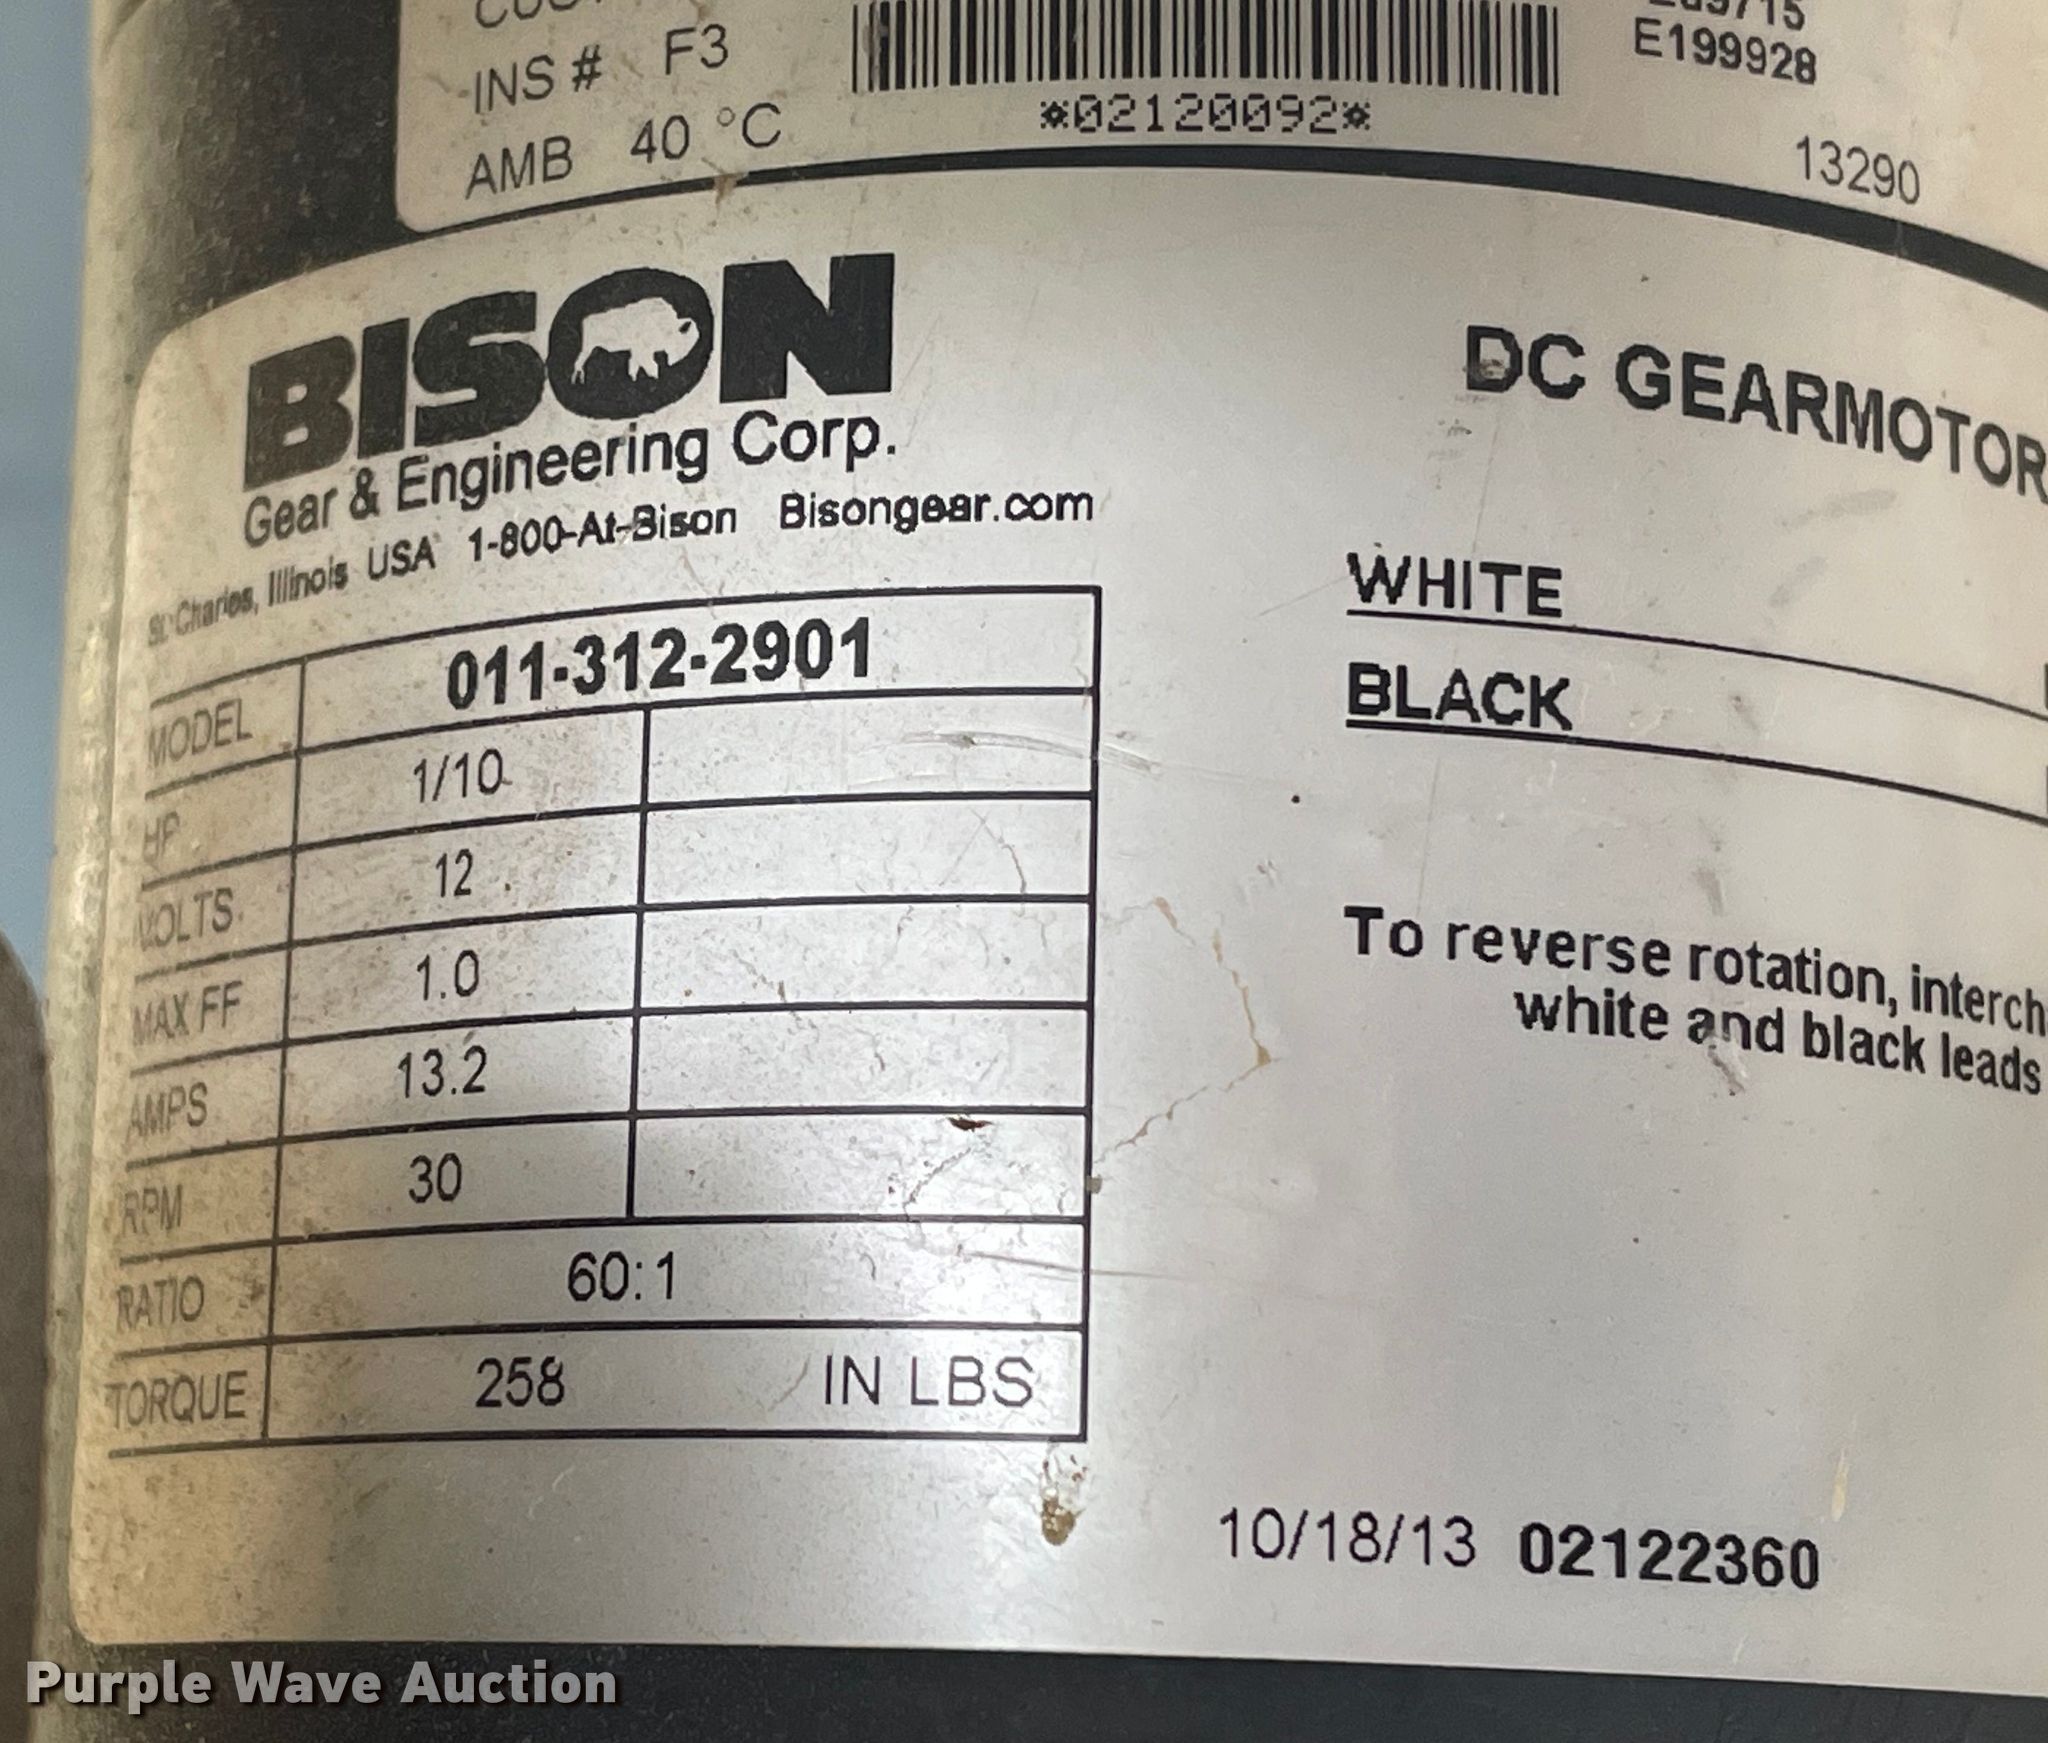 INS # F3
AMB 40 °C
*02120092*
E199928
13290
BISON
Gear & Engineering Corp.
St. Charles, Illinois USA 1-800-At-Bison Bisongear.com
DC GEARMOTOR
MODEL 011-312-2901
HP 1/10
VOLTS 12
MAX FF 1.0
AMPS 13.2
RPM 30
RATIO 60:1
TORQUE 258 IN LBS
WHITE
BLACK
To reverse rotation, interch
white and black leads
10/18/13 02122360
Purple Wave Auction